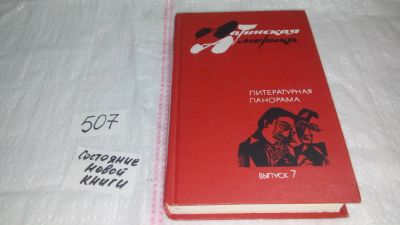 Латинская
Америка
ЛИТЕРАТУРНАЯ
ПАНОРАМА
ВЫПУСК 7
507
Состояние
новой
книги